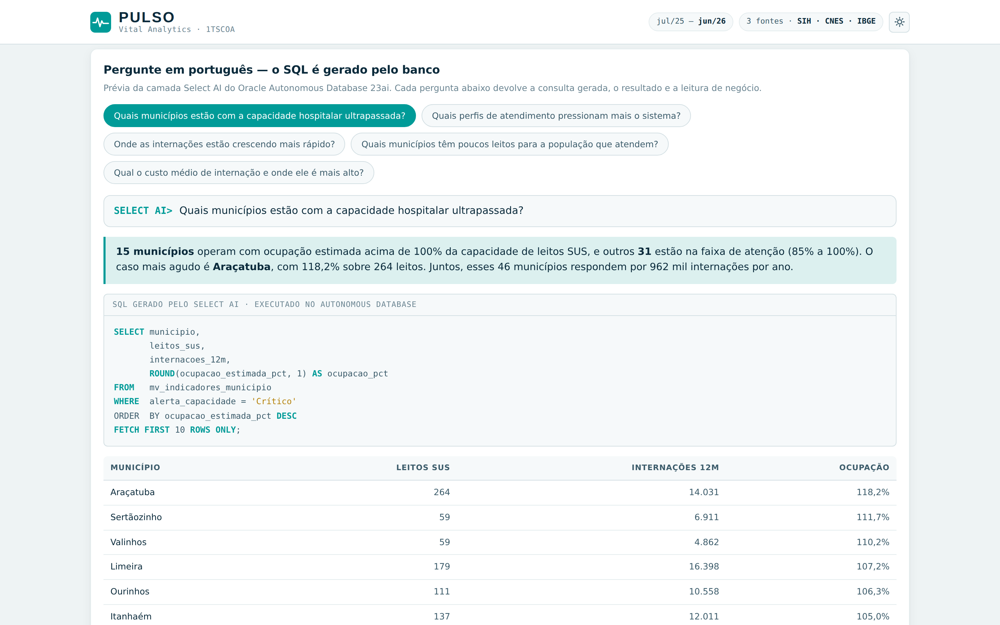 PULSO
Vital Analytics · 1TSCOA
jul/25 — jun/26
3 fontes · SIH · CNES · IBGE
Pergunte em português — o SQL é gerado pelo banco
Prévia da camada Select AI do Oracle Autonomous Database 23ai. Cada pergunta abaixo devolve a consulta gerada, o resultado e a leitura de negócio.
Quais municípios estão com a capacidade hospitalar ultrapassada?
Quais perfis de atendimento pressionam mais o sistema?
Onde as internações estão crescendo mais rápido?
Quais municípios têm poucos leitos para a população que atendem?
Qual o custo médio de internação e onde ele é mais alto?
SELECT AI> Quais municípios estão com a capacidade hospitalar ultrapassada?
15 municípios operam com ocupação estimada acima de 100% da capacidade de leitos SUS, e outros 31 estão na faixa de atenção (85% a 100%). O
caso mais agudo é Araçatuba, com 118,2% sobre 264 leitos. Juntos, esses 46 municípios respondem por 962 mil internações por ano.
SQL GERADO PELO SELECT AI · EXECUTADO NO AUTONOMOUS DATABASE
SELECT municipio,
leitos_sus,
internacoes_12m,
ROUND(ocupacao_estimada_pct, 1) AS ocupacao_pct
FROM mv_indicadores_municipio
WHERE alerta_capacidade = 'Crítico'
ORDER BY ocupacao_estimada_pct DESC
FETCH FIRST 10 ROWS ONLY;
MUNICÍPIO LEITOS SUS INTERNAÇÕES 12M OCUPAÇÃO
Araçatuba 264 14.031 118,2%
Sertãozinho 59 6.911 111,7%
Valinhos 59 4.862 110,2%
Limeira 179 16.398 107,2%
Ourinhos 111 10.558 106,3%
Itanhaém 137 12.011 105,0%